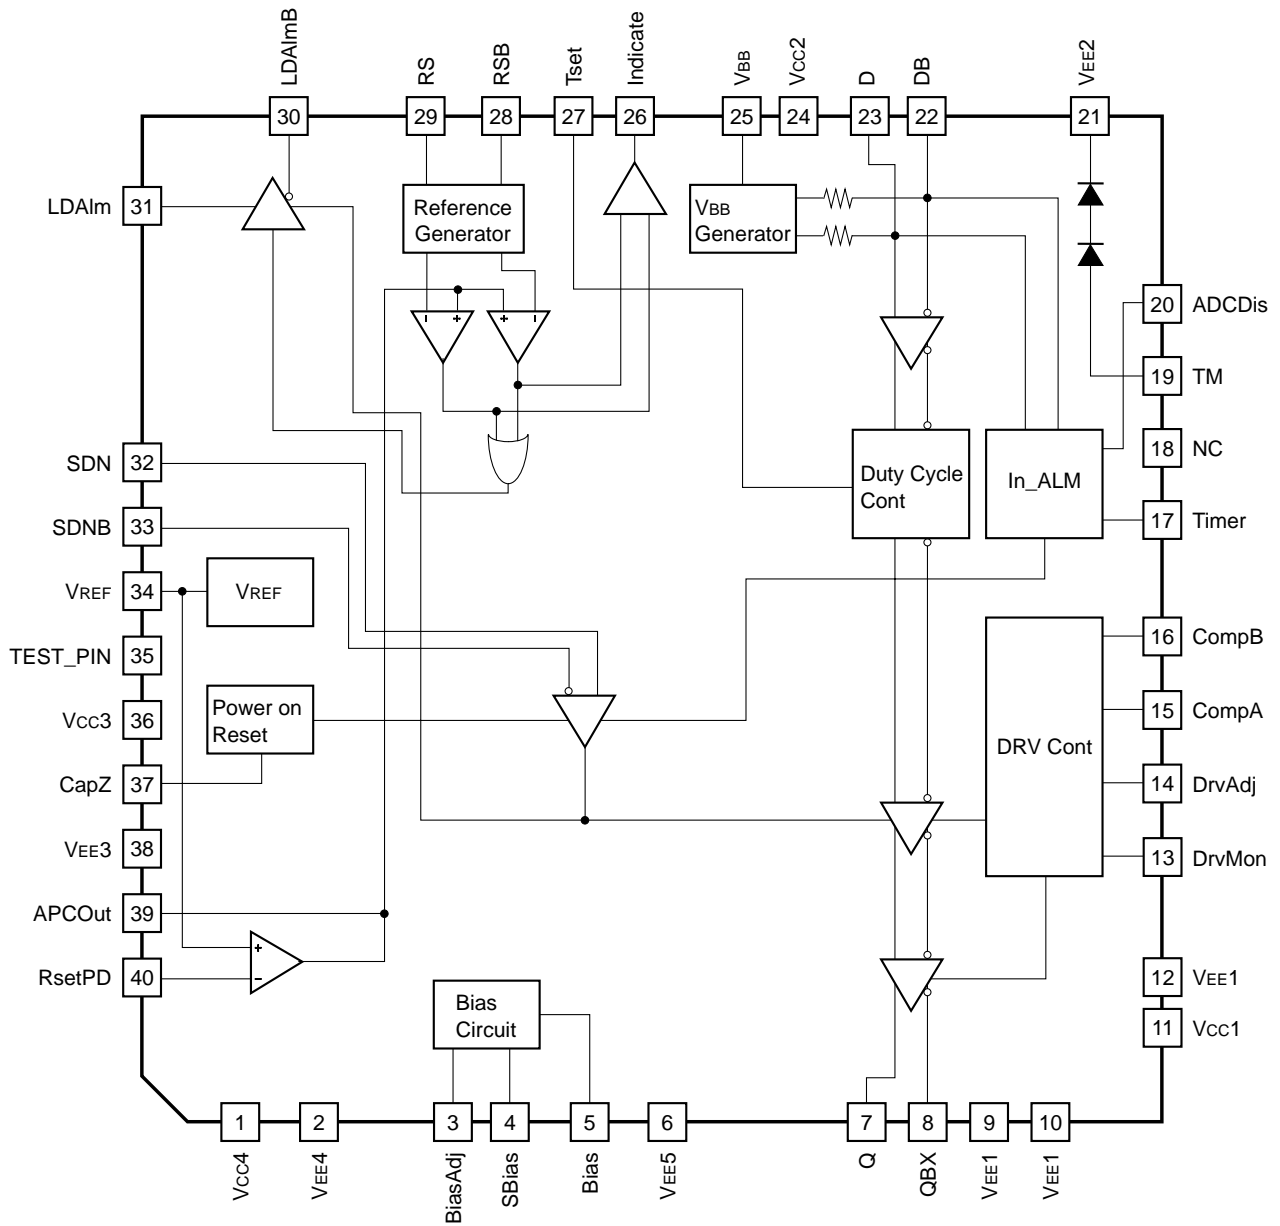 LDAlmB
RS
RSB
Tset
Indicate
VBB
VCC2
D
DB
VEE2
30
29
28
27
26
25
24
23
22
21
LDAlm
31
Reference
Generator
VBB
Generator
- +
+ -
20
ADCDis
19
TM
SDN
32
18
NC
Duty Cycle
Cont
In_ALM
SDNB
33
17
Timer
VREF
34
VREF
TEST_PIN
35
16
CompB
VCC3
36
Power on
Reset
15
CompA
DRV Cont
CapZ
37
14
DrvAdj
VEE3
38
13
DrvMon
APCOut
39
+
-
RsetPD
40
12
VEE1
Bias
Circuit
11
VCC1
1
2
3
4
5
6
7
8
9
10
VCC4
VEE4
BiasAdj
SBias
Bias
VEE5
Q
QBX
VEE1
VEE1